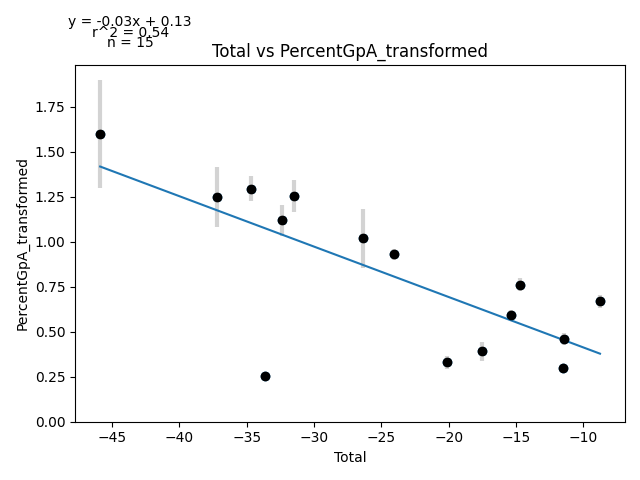 y = -0.03x + 0.13
r^2 = 0.54
n = 15
Total vs PercentGpA_transformed
PercentGpA_transformed
1.75
1.50
1.25
1.00
0.75
0.50
0.25
0.00
−45 −40 −35 −30 −25 −20 −15 −10
Total